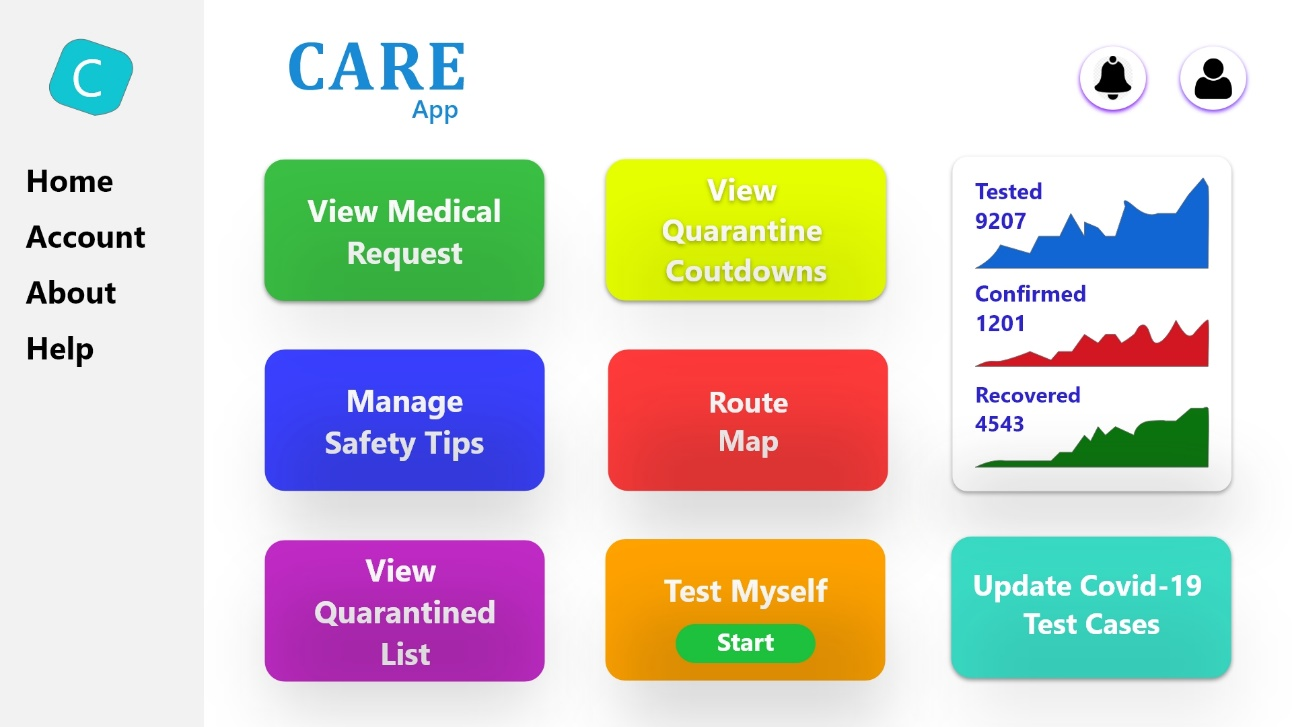 C
Home
Account
About
Help
CARE
App
View Medical
Request
View
Quarantine
Coutdowns
Tested
9207
Confirmed
1201
Recovered
4543
Manage
Safety Tips
Route
Map
View
Quarantined
List
Test Myself
Start
Update Covid-19
Test Cases